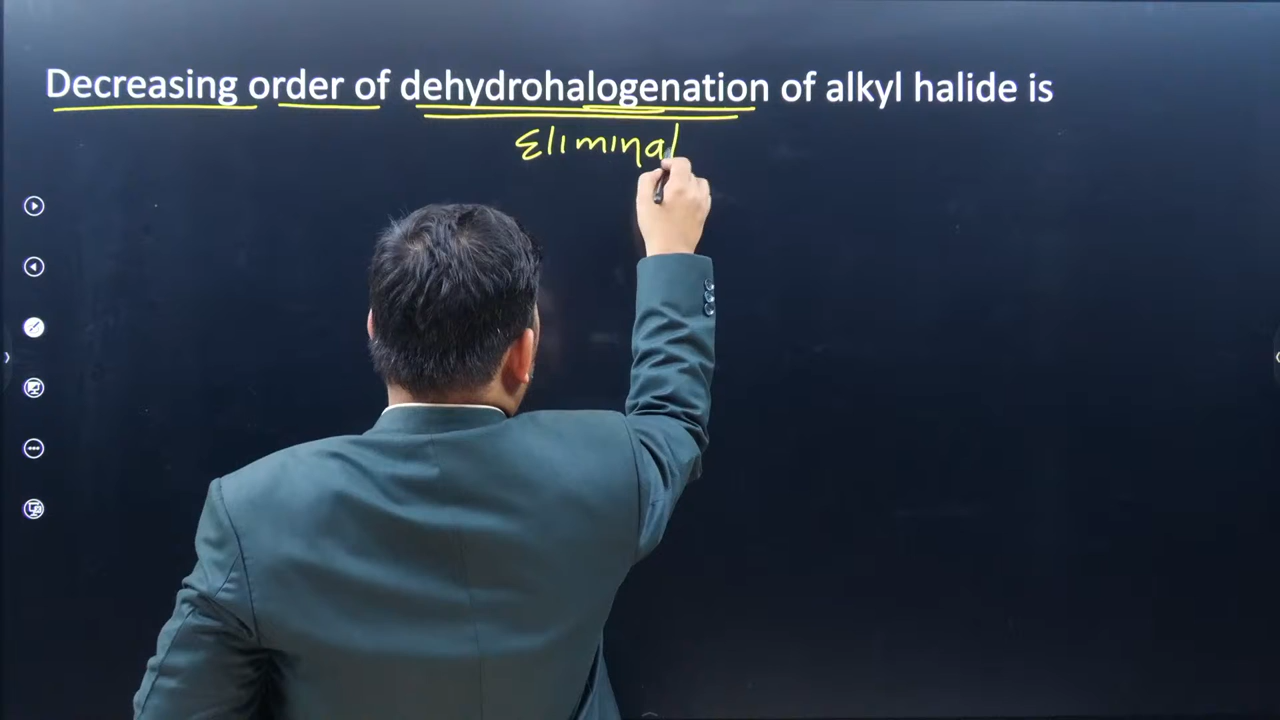 Decreasing order of dehydrohalogenation of alkyl halide is
Eliminal